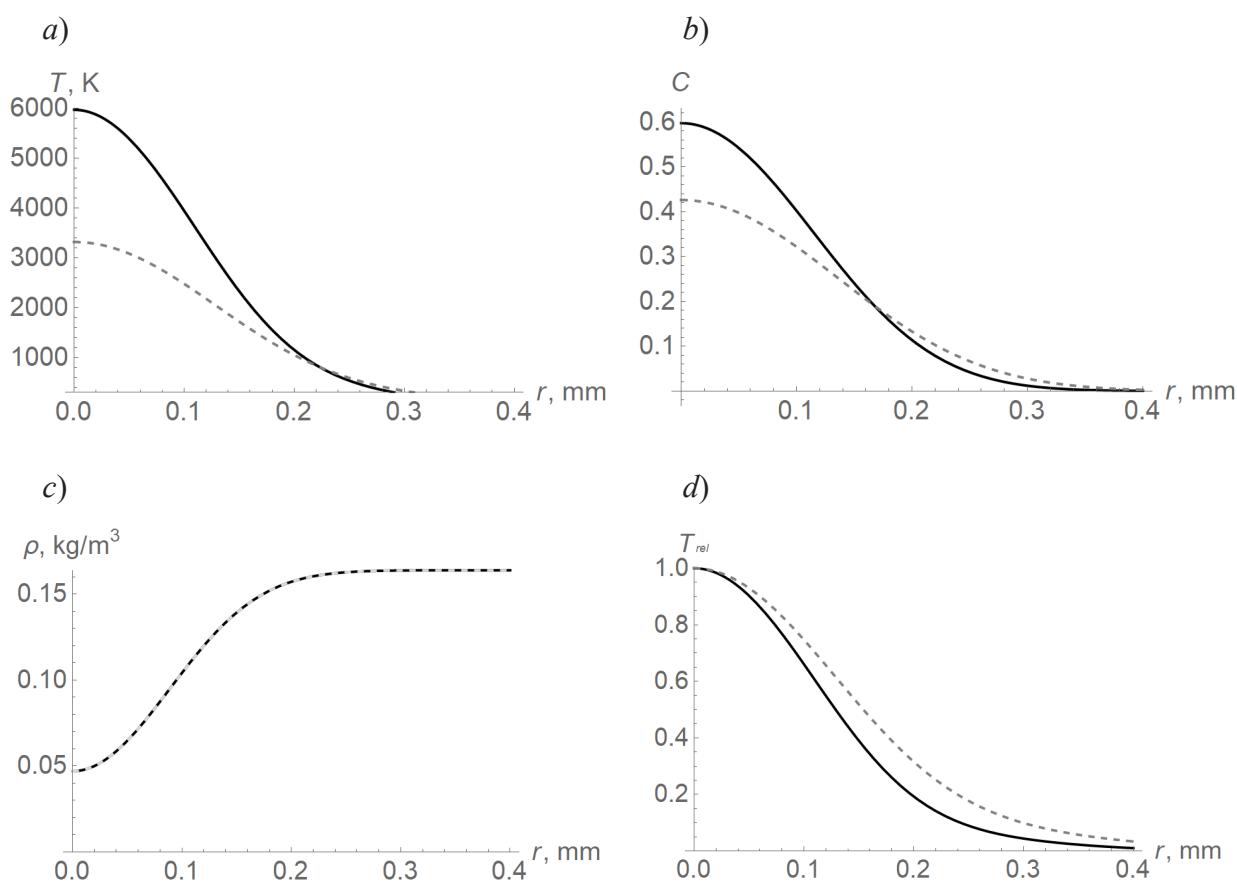 a)
T, K
6000
5000
4000
3000
2000
1000
0.0 0.1 0.2 0.3 0.4 r, mm
b)
C
0.6
0.5
0.4
0.3
0.2
0.1
0.1 0.2 0.3 0.4 r, mm
c)
ρ, kg/m³
0.15
0.10
0.05
0.0 0.1 0.2 0.3 0.4 r, mm
d)
T rel
1.0
0.8
0.6
0.4
0.2
0.0 0.1 0.2 0.3 0.4 r, mm